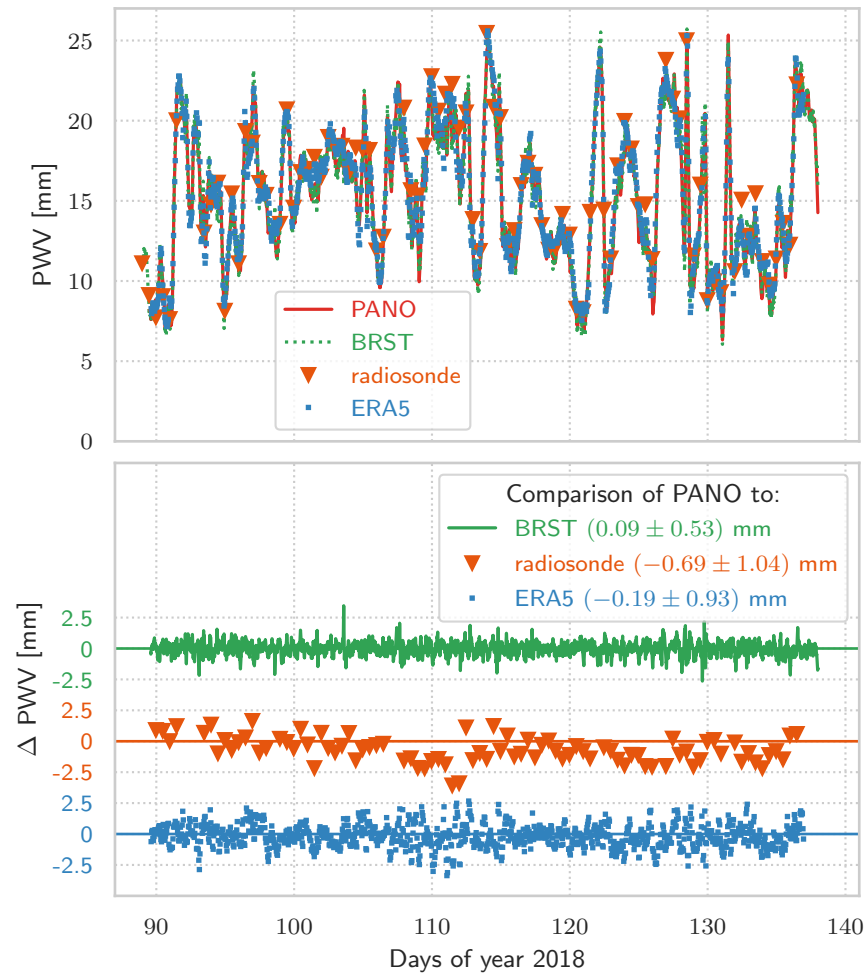 25
20
15
10
5
0
PWV [mm]
PANO
BRST
radiosonde
ERA5
Comparison of PANO to:
BRST (0.09 ± 0.53) mm
radiosonde (−0.69 ± 1.04) mm
ERA5 (−0.19 ± 0.93) mm
2.5
0
-2.5
2.5
0
-2.5
2.5
0
-2.5
Δ PWV [mm]
90 100 110 120 130 140
Days of year 2018